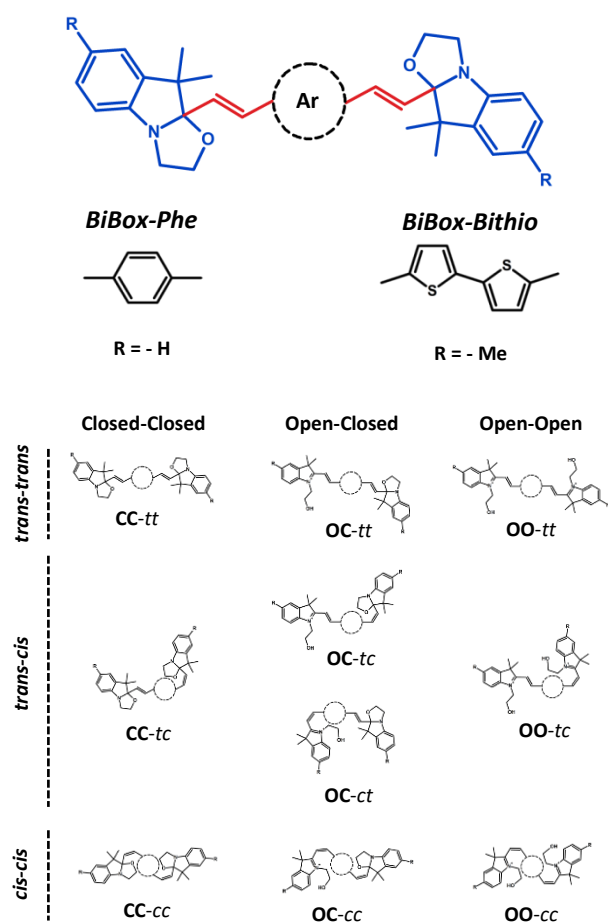 R
O
N
Ar
N
O
R
BiBox-Phe
BiBox-Bithio
S
S
R = - H
R = - Me
Closed-Closed
Open-Closed
Open-Open
trans-trans
CC-tt
OC-tt
OO-tt
trans-cis
OC-tc
CC-tc
OC-ct
OO-tc
cis-cis
CC-cc
OC-cc
OO-cc